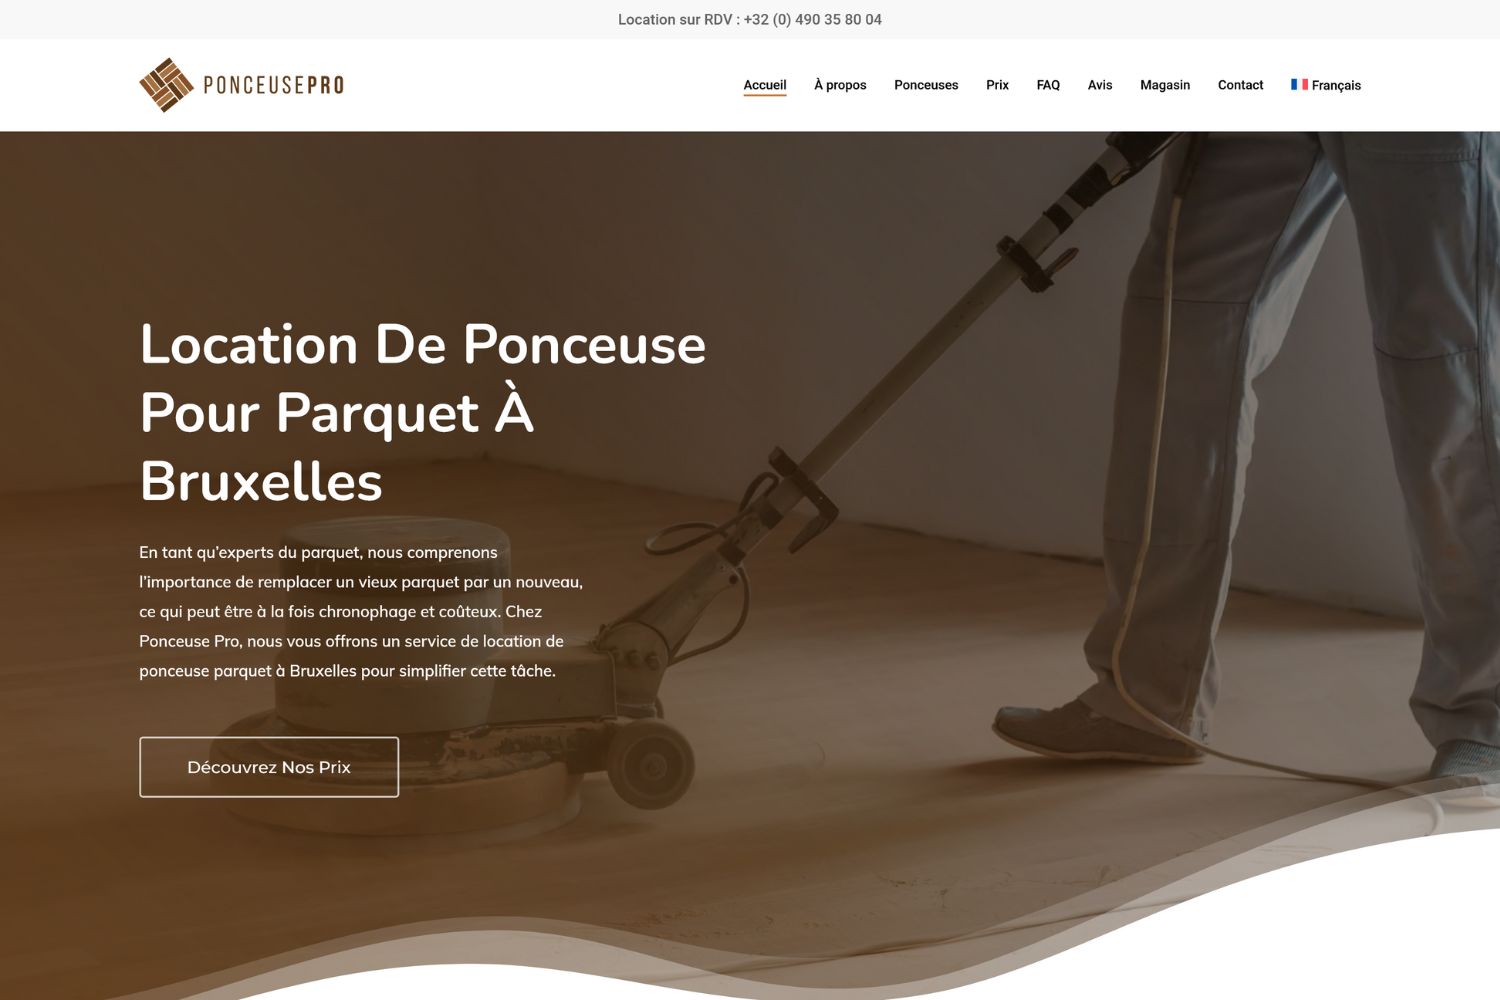 Location sur RDV : +32 (0) 490 35 80 04
PONCEUSEPRO
Accueil À propos Ponceuses Prix FAQ Avis Magasin Contact Français
Location De Ponceuse
Pour Parquet À
Bruxelles
En tant qu'experts du parquet, nous comprenons
l'importance de remplacer un vieux parquet par un nouveau,
ce qui peut être à la fois chronophage et coûteux. Chez
Ponceuse Pro, nous vous offrons un service de location de
ponceuse parquet à Bruxelles pour simplifier cette tâche.
Découvrez Nos Prix